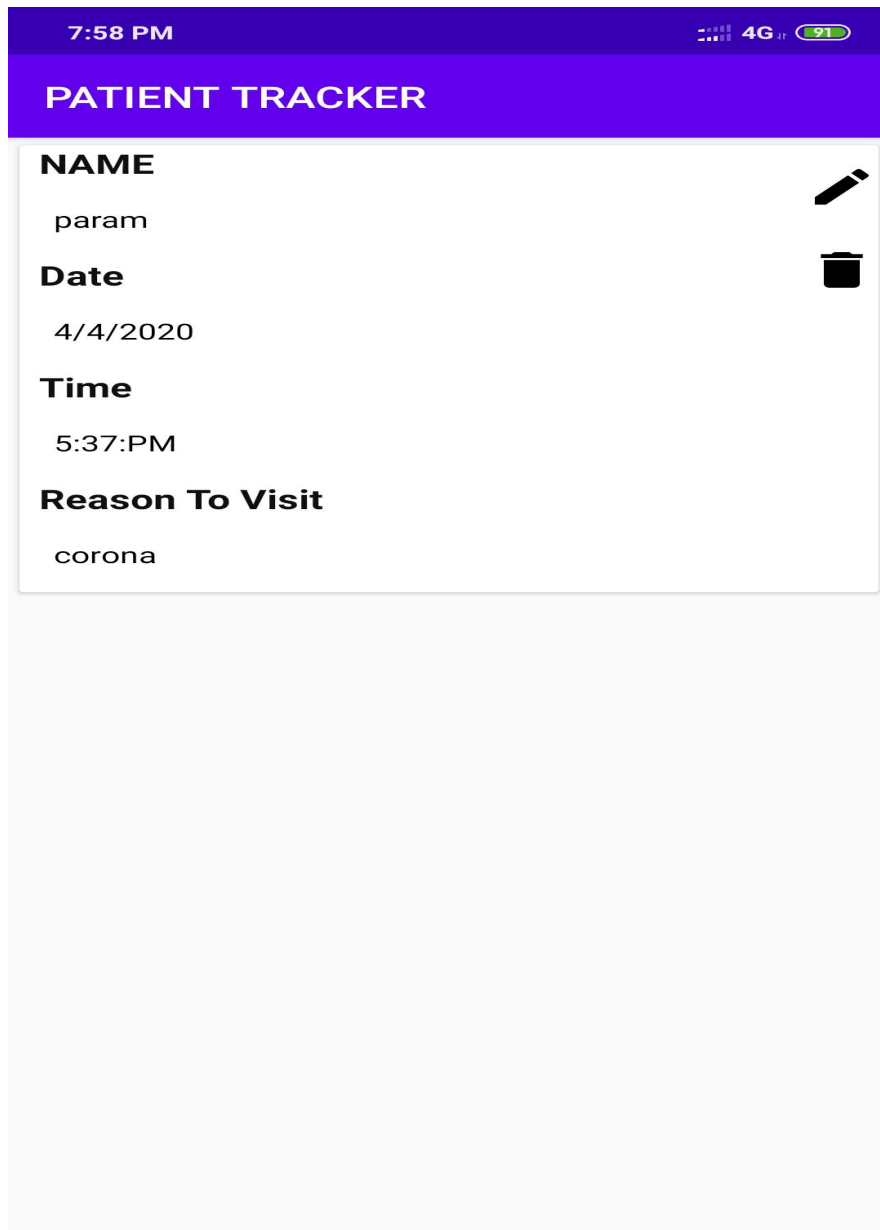 7:58 PM 4G 91
PATIENT TRACKER
NAME
param
Date
4/4/2020
Time
5:37:PM
Reason To Visit
corona